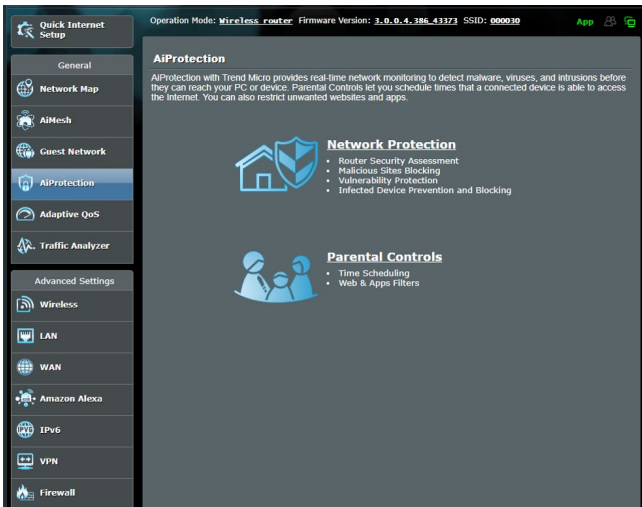 Quick Internet
Setup
Operation Mode: Wireless router Firmware Version: 3.0.0.4.386_43373 SSID: 000030 App
General
Network Map
AiMesh
Guest Network
AiProtection
Adaptive QoS
Traffic Analyzer
Advanced Settings
Wireless
LAN
WAN
Amazon Alexa
IPv6
VPN
Firewall
AiProtection
AiProtection with Trend Micro provides real-time network monitoring to detect malware, viruses, and intrusions before
they can reach your PC or device. Parental Controls let you schedule times that a connected device is able to access
the Internet. You can also restrict unwanted websites and apps.
Network Protection
• Router Security Assessment
• Malicious Sites Blocking
• Vulnerability Protection
• Infected Device Prevention and Blocking
Parental Controls
• Time Scheduling
• Web & Apps Filters